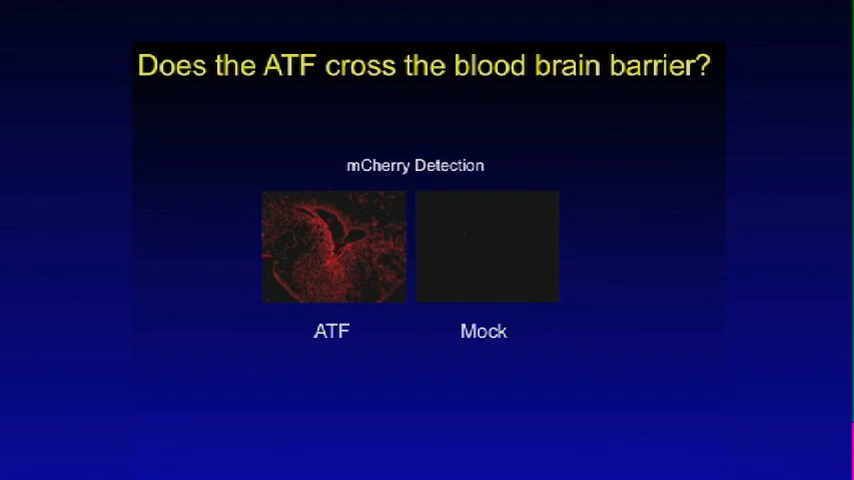 Does the ATF cross the blood brain barrier?
mCherry Detection
ATF
Mock